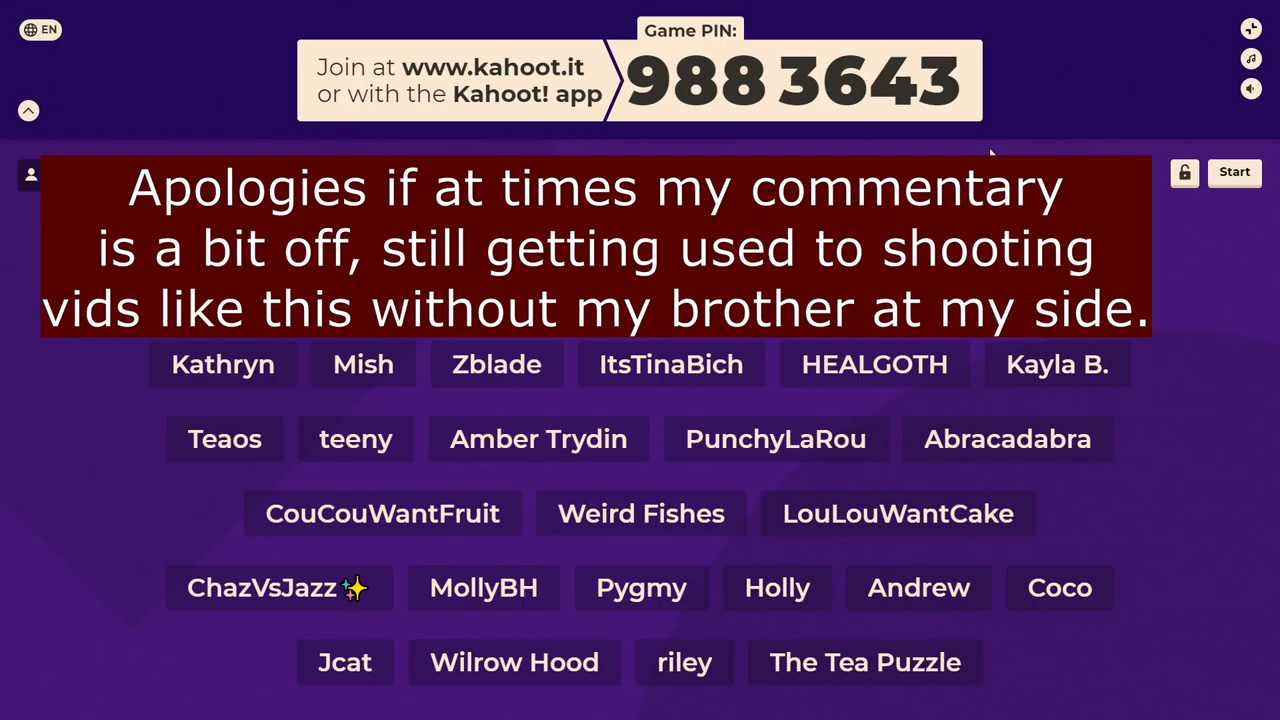 EN
Game PIN:
Join at www.kahoot.it
or with the Kahoot! app
988 3643
Start
Apologies if at times my commentary
is a bit off, still getting used to shooting
vids like this without my brother at my side.
Kathryn Mish Zblade ItsTinaBich HEALGOTH Kayla B.
Teaos teeny Amber Trydin PunchyLaRou Abracadabra
CouCouWantFruit Weird Fishes LouLouWantCake
ChazVsJazz✨ MollyBH Pygmy Holly Andrew Coco
Jcat Wilrow Hood riley The Tea Puzzle